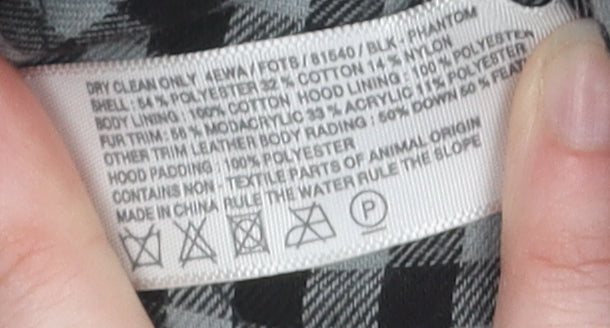 DRY CLEAN ONLY 4EWA / FOTS / 81540 / BLK - PHANTOM
SHELL : 54 % POLYESTER 32 % COTTON 14 % NYLON
BODY LINING : 100% COTTON HOOD LINING : 100 % POLYESTER
FUR TRIM : 56 % MODACRYLIC 33 % ACRYLIC 11% POLYESTER
OTHER TRIM LEATHER BODY RADING : 50% DOWN 50 % FEAT
HOOD PADDING : 100% POLYESTER
CONTAINS NON - TEXTILE PARTS OF ANIMAL ORIGIN
MADE IN CHINA RULE THE WATER RULE THE SLOPE
P